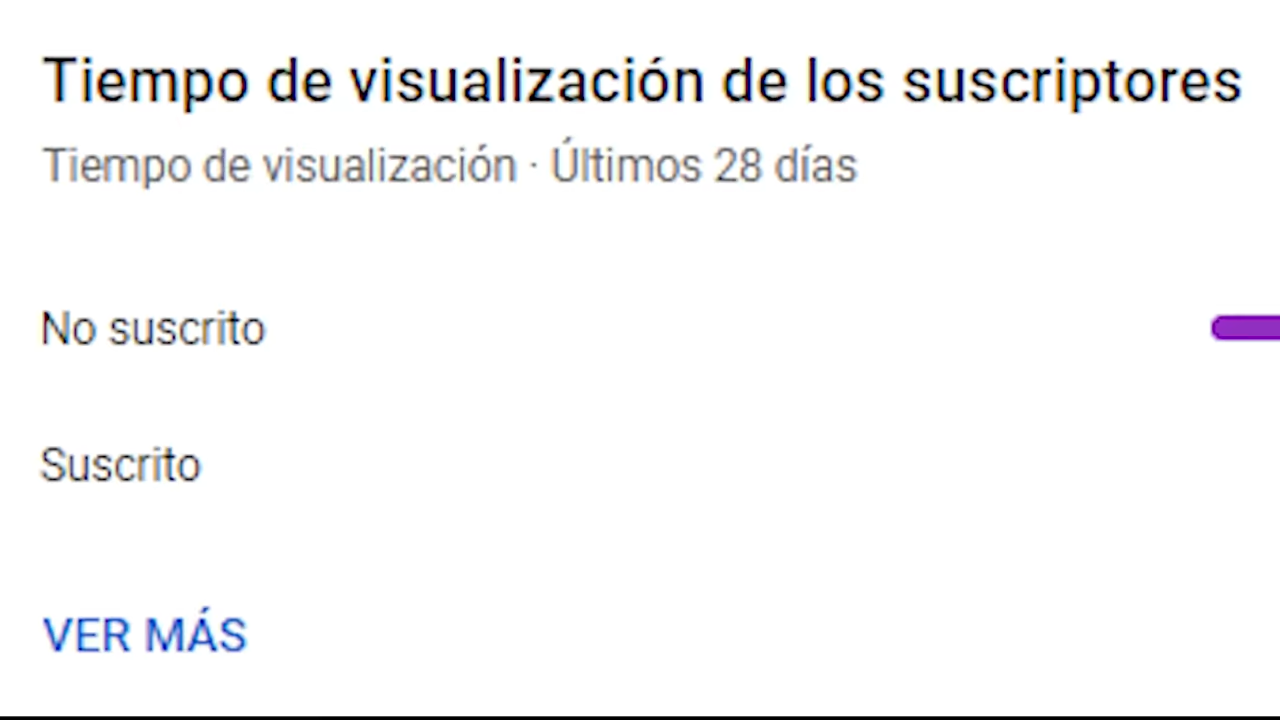 Tiempo de visualización de los suscriptores
Tiempo de visualización · Últimos 28 días
No suscrito
Suscrito
VER MÁS